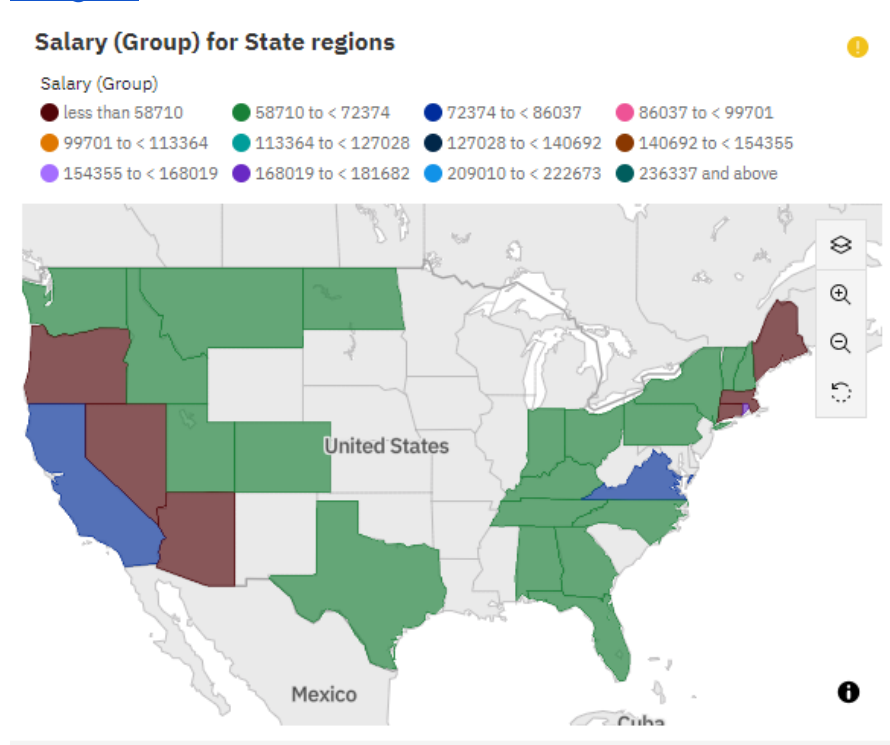 Salary (Group) for State regions
Salary (Group)
less than 58710
58710 to < 72374
72374 to < 86037
86037 to < 99701
99701 to < 113364
113364 to < 127028
127028 to < 140692
140692 to < 154355
154355 to < 168019
168019 to < 181682
209010 to < 222673
236337 and above
United States
Mexico
Cuba